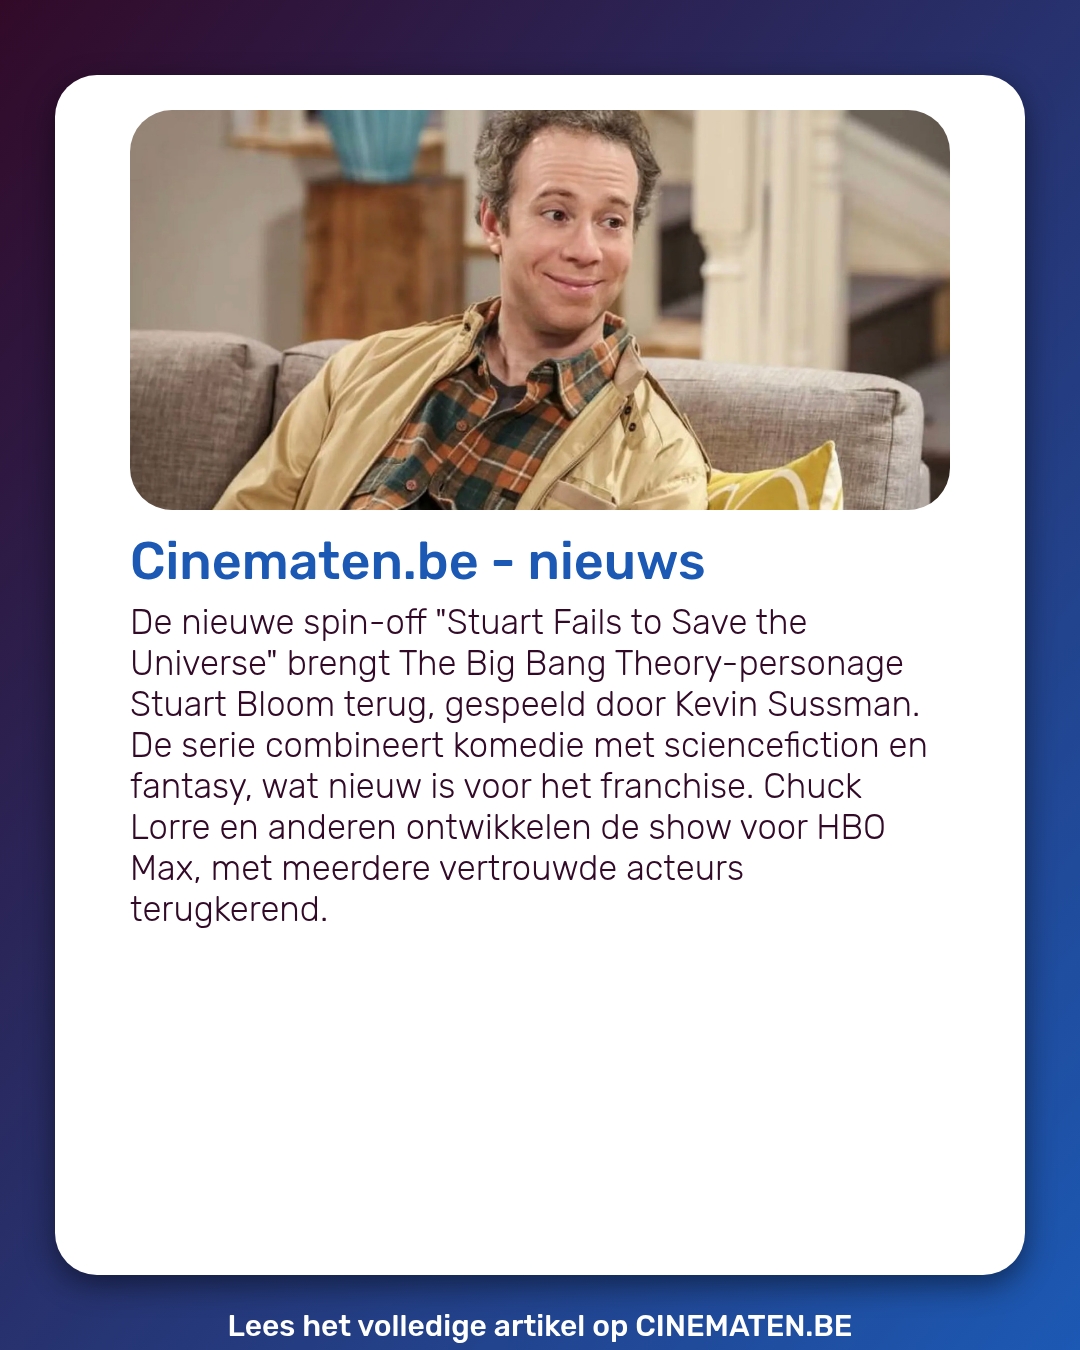 Cinematen.be - nieuws
De nieuwe spin-off "Stuart Fails to Save the
Universe" brengt The Big Bang Theory-personage
Stuart Bloom terug, gespeeld door Kevin Sussman.
De serie combineert komedie met sciencefiction en
fantasy, wat nieuw is voor het franchise. Chuck
Lorre en anderen ontwikkelen de show voor HBO
Max, met meerdere vertrouwde acteurs
terugkerend.
Lees het volledige artikel op CINEMATEN.BE